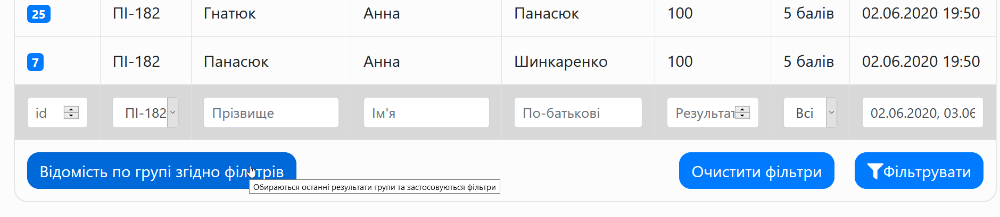 25 ПІ-182 Гнатюк Анна Панасюк 100 5 балів 02.06.2020 19:50
7 ПІ-182 Панасюк Анна Шинкаренко 100 5 балів 02.06.2020 19:50
id ПІ-182 Прізвище Ім'я По-батькові Результат Всі 02.06.2020, 03.06
Відомість по групі згідно фільтрів Очистити фільтри Фільтрувати
Обираються останні результати групи та застосовуються фільтри